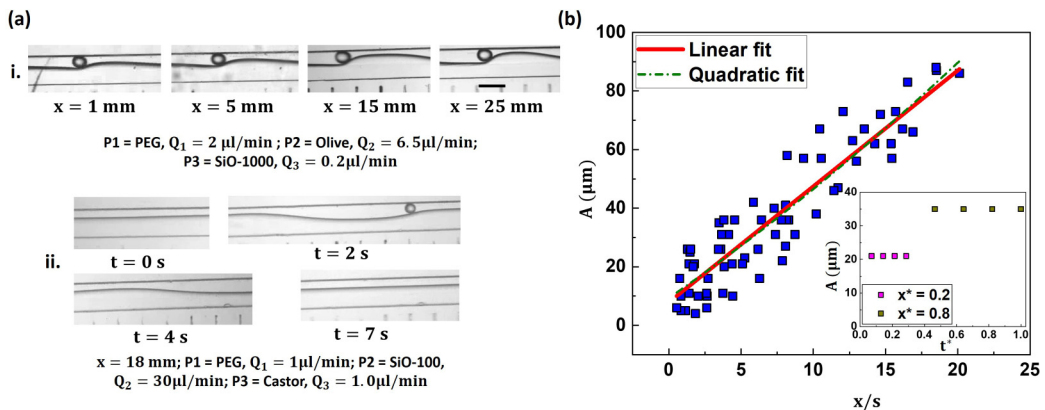 (a)
i.
x = 1 mm
x = 5 mm
x = 15 mm
x = 25 mm
P1 = PEG, Q₁ = 2 μl/min ; P2 = Olive, Q₂ = 6.5μl/min;
P3 = SiO-1000, Q₃ = 0.2μl/min
ii.
t = 0 s
t = 2 s
t = 4 s
t = 7 s
x = 18 mm; P1 = PEG, Q₁ = 1μl/min; P2 = SiO-100,
Q₂ = 30μl/min; P3 = Castor, Q₃ = 1.0μl/min
(b)
Linear fit
Quadratic fit
A (μm)
100
80
60
40
20
0
0
5
10
15
20
25
x/s
A (μm)
40
30
20
10
0
x* = 0.2
x* = 0.8
0.0
0.2
0.4
0.6
0.8
1.0
t*